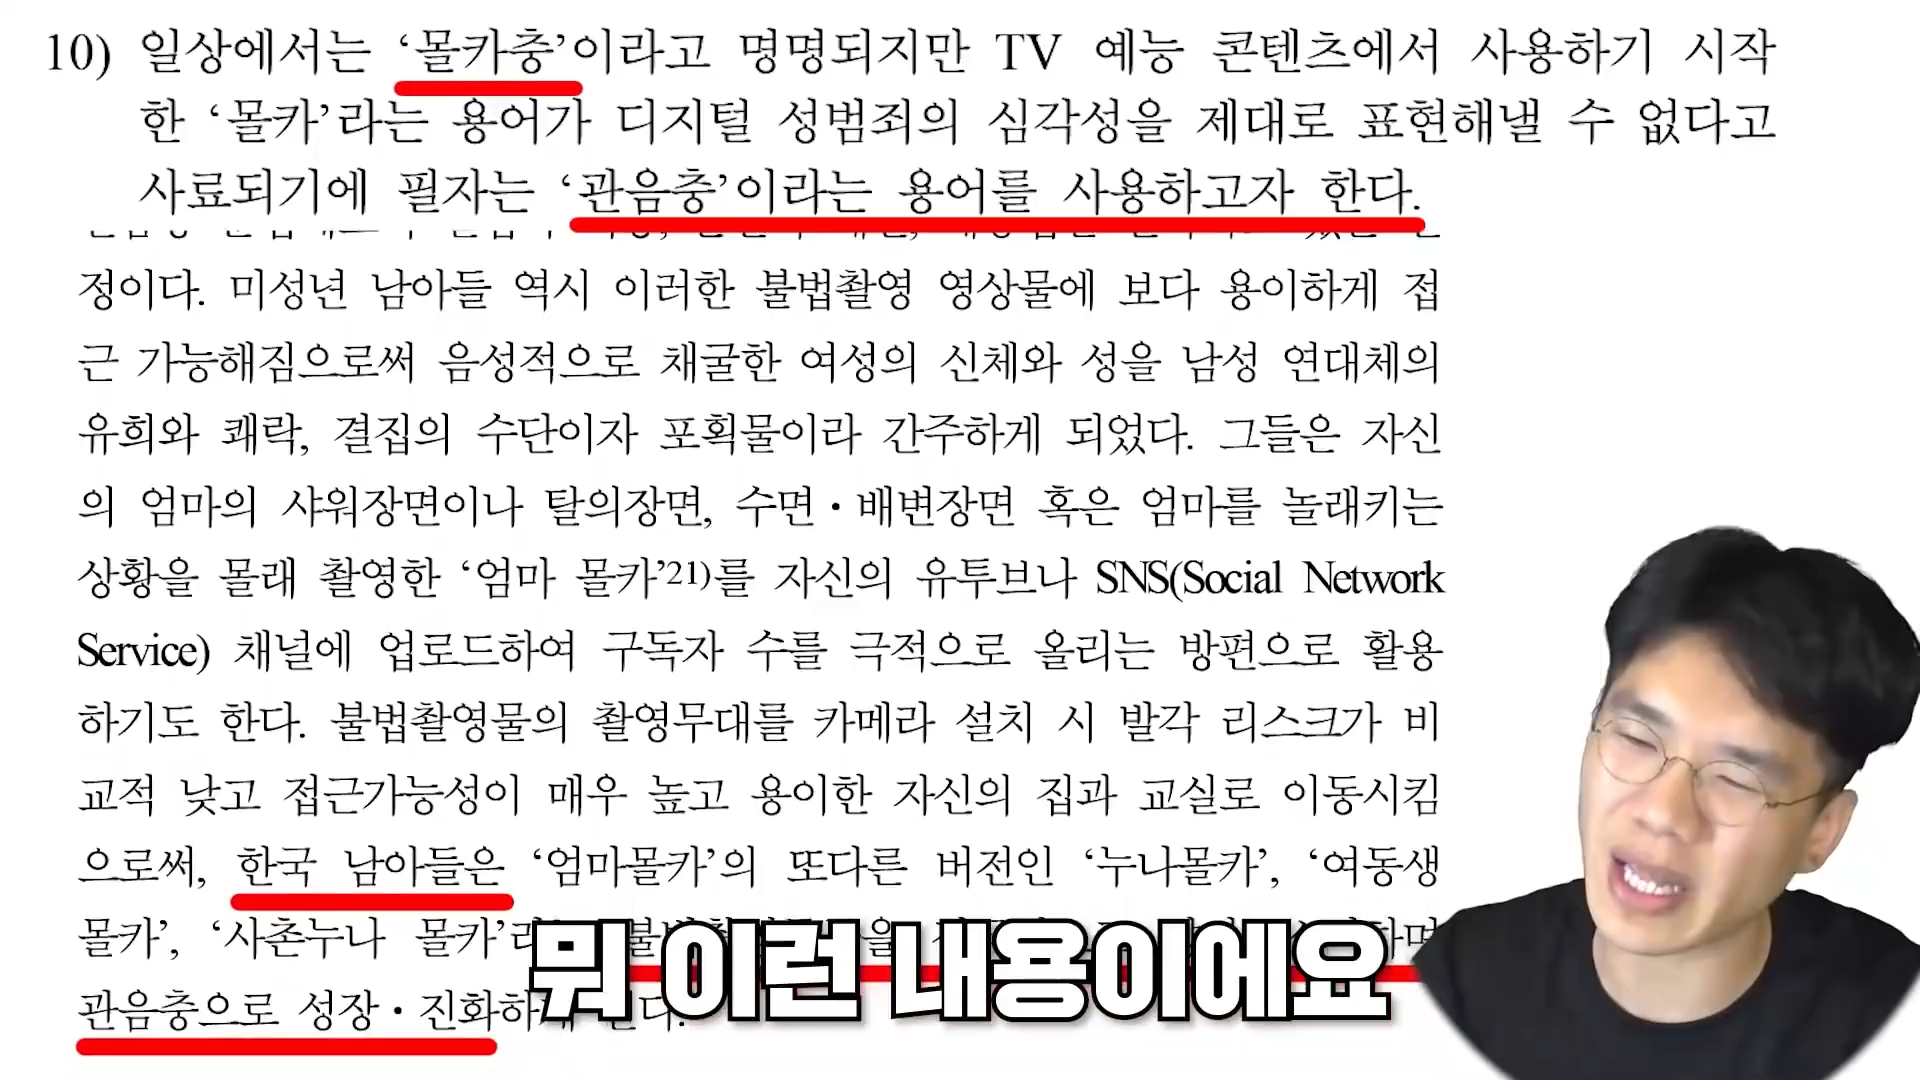 10) 일상에서는 ‘몰카충’이라고 명명되지만 TV 예능 콘텐츠에서 사용하기 시작
한 ‘몰카’라는 용어가 디지털 성범죄의 심각성을 제대로 표현해낼 수 없다고
사료되기에 필자는 ‘관음충’이라는 용어를 사용하고자 한다.
정이다. 미성년 남아들 역시 이러한 불법촬영 영상물에 보다 용이하게 접
근 가능해짐으로써 음성적으로 채굴한 여성의 신체와 성을 남성 연대체의
유희와 쾌락, 결집의 수단이자 포획물이라 간주하게 되었다. 그들은 자신
의 엄마의 샤워장면이나 탈의장면, 수면·배변장면 혹은 엄마를 놀래키는
상황을 몰래 촬영한 ‘엄마 몰카’21)를 자신의 유투브나 SNS(Social Network
Service) 채널에 업로드하여 구독자 수를 극적으로 올리는 방편으로 활용
하기도 한다. 불법촬영물의 촬영무대를 카메라 설치 시 발각 리스크가 비
교적 낮고 접근가능성이 매우 높고 용이한 자신의 집과 교실로 이동시킴
으로써, 한국 남아들은 ‘엄마몰카’의 또다른 버전인 ‘누나몰카’, ‘여동생
몰카’, ‘사촌누나 몰카’
관음충으로 성장·진화
뭐 이런 내용이에요